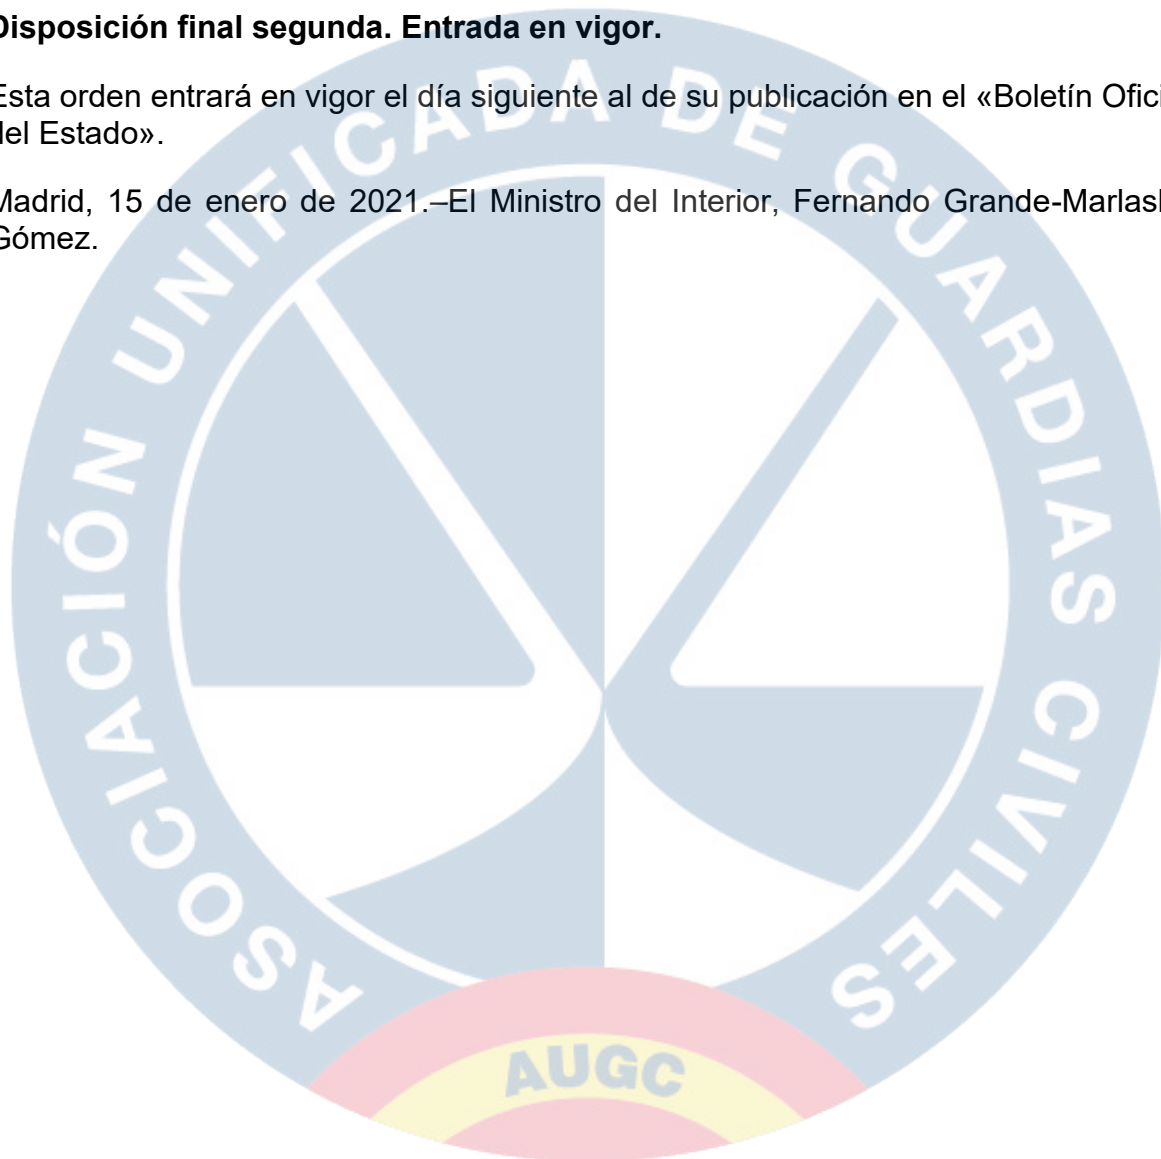 Disposición final segunda. Entrada en vigor.
Esta orden entrará en vigor el día siguiente al de su publicación en el «Boletín Ofici
del Estado».
Madrid, 15 de enero de 2021.–El Ministro del Interior, Fernando Grande-Marlask
Gómez.
ASOCIACIÓN UNIFICADA DE GUARDIAS CIVILES
AUGC